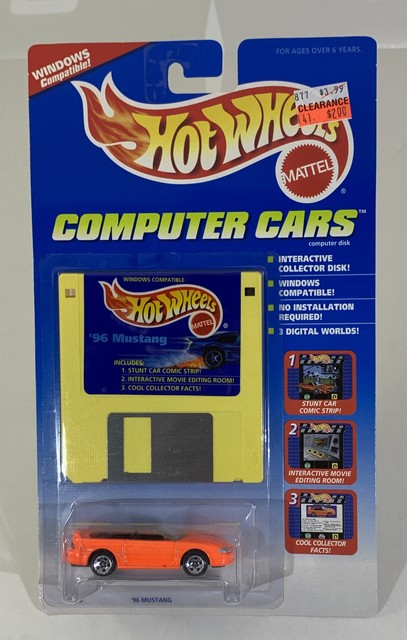 WINDOWS
Compatible!
FOR AGES OVER 6 YEARS
877 $3.99
CLEARANCE
41. $2.00
HOT WHEELS
MATTEL
®
COMPUTER CARS™
computer disk
INTERACTIVE
COLLECTOR DISK!
WINDOWS
COMPATIBLE!
NO INSTALLATION
REQUIRED!
3 DIGITAL WORLDS!
WINDOWS COMPATIBLE
HOT WHEELS
MATTEL
®
'96 Mustang
INCLUDES:
1. STUNT CAR COMIC STRIP!
2. INTERACTIVE MOVIE EDITING ROOM!
3. COOL COLLECTOR FACTS!
1
STUNT CAR
COMIC STRIP!
2
INTERACTIVE MOVIE
EDITING ROOM!
3
COOL COLLECTOR
FACTS!
'96 MUSTANG